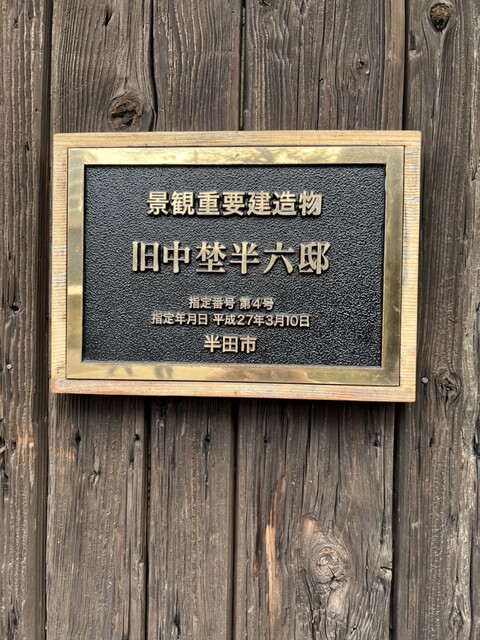 景観重要建造物
旧中埜半六邸
指定番号 第4号
指定年月日 平成27年3月10日
半田市